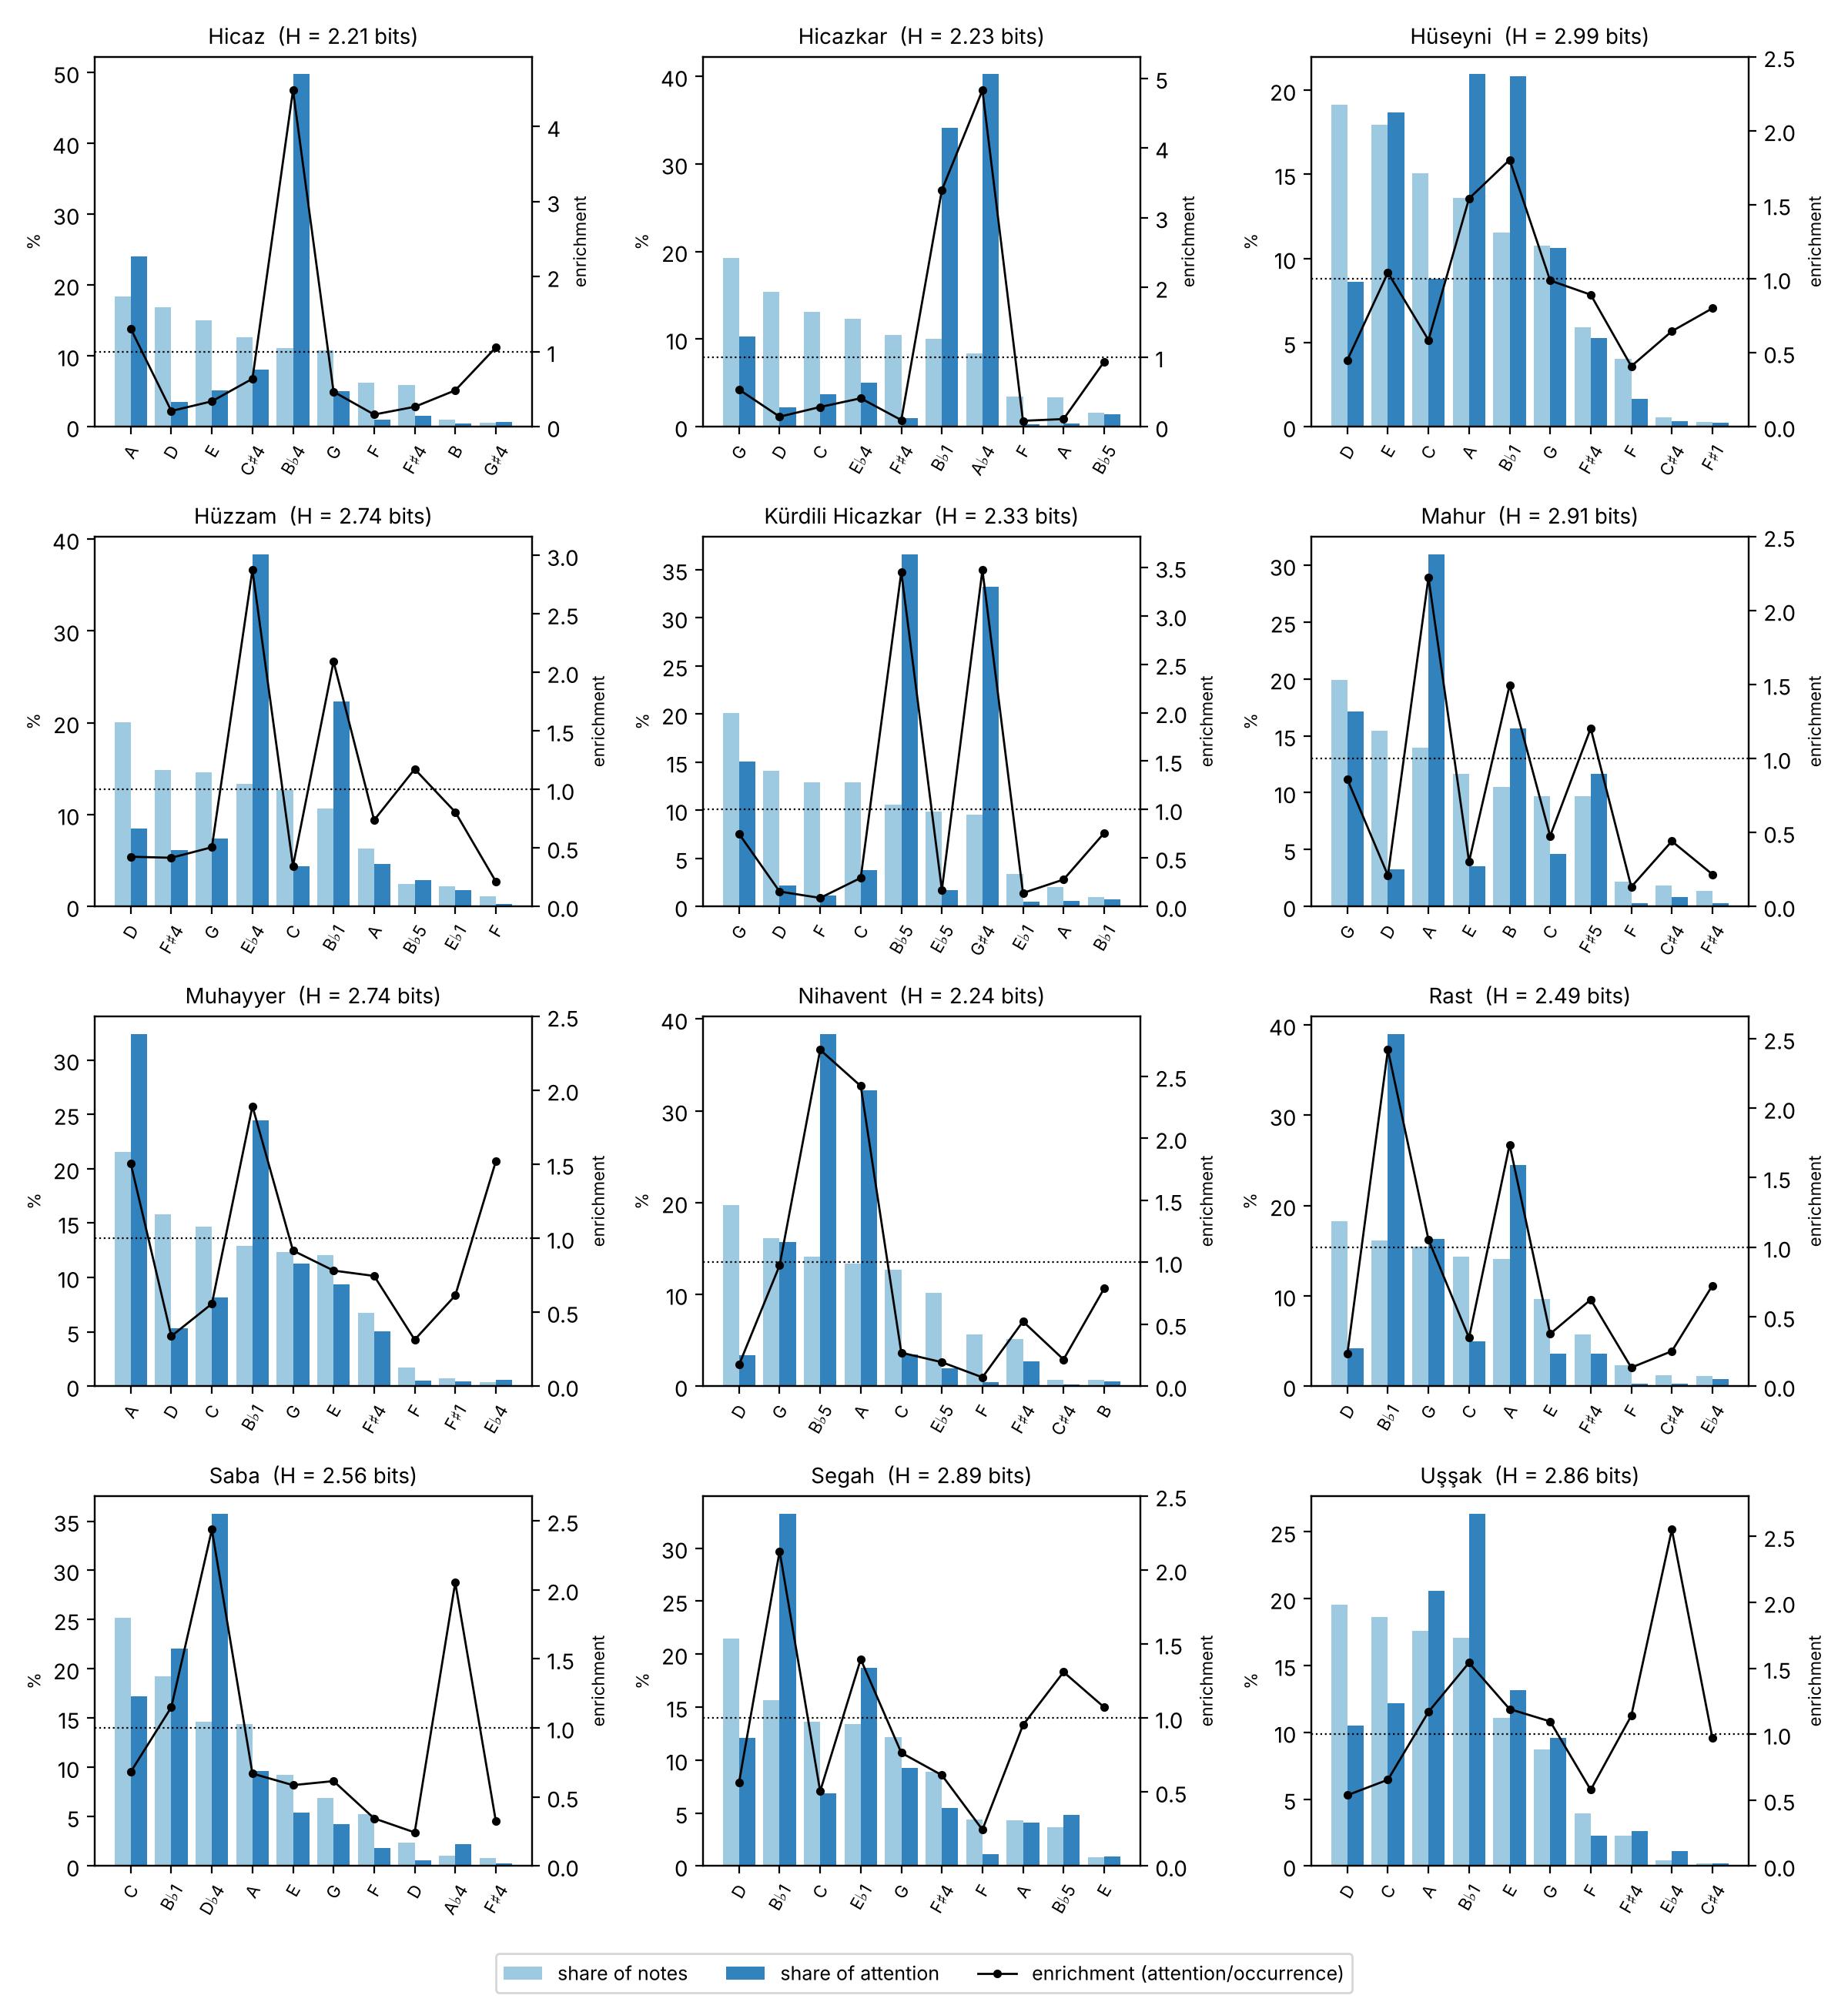 Hicaz (H = 2.21 bits)
50 40 30 20 10 0
%
4 3 2 1 0
enrichment
A D E C♯4 B♭4 G F F♯4 B G♯4
Hicazkar (H = 2.23 bits)
40 30 20 10 0
%
5 4 3 2 1 0
enrichment
G D C E♭4 F♯4 B♭1 A♭4 F A B♭5
Hüseyni (H = 2.99 bits)
20 15 10 5 0
%
2.5 2.0 1.5 1.0 0.5 0.0
enrichment
D E C A B♭1 G F♯4 F C♯4 F♯1
Hüzzam (H = 2.74 bits)
40 30 20 10 0
%
3.0 2.5 2.0 1.5 1.0 0.5 0.0
enrichment
D F♯4 G E♭4 C B♭1 A B♭5 E♭1 F
Kürdili Hicazkar (H = 2.33 bits)
35 30 25 20 15 10 5 0
%
3.5 3.0 2.5 2.0 1.5 1.0 0.5 0.0
enrichment
G D F C B♭5 E♭5 G♯4 E♭1 A B♭1
Mahur (H = 2.91 bits)
30 25 20 15 10 5 0
%
2.5 2.0 1.5 1.0 0.5 0.0
enrichment
G D A E B C F♯5 F C♯4 F♯4
Muhayyer (H = 2.74 bits)
30 25 20 15 10 5 0
%
2.5 2.0 1.5 1.0 0.5 0.0
enrichment
A D C B♭1 G E F♯4 F F♯1 E♭4
Nihavent (H = 2.24 bits)
40 30 20 10 0
%
2.5 2.0 1.5 1.0 0.5 0.0
enrichment
D G B♭5 A C E♭5 F F♯4 C♯4 B
Rast (H = 2.49 bits)
40 30 20 10 0
%
2.5 2.0 1.5 1.0 0.5 0.0
enrichment
D B♭1 G C A E F♯4 F C♯4 E♭4
Saba (H = 2.56 bits)
35 30 25 20 15 10 5 0
%
2.5 2.0 1.5 1.0 0.5 0.0
enrichment
C B♭1 D♭4 A E G F D A♭4 F♯4
Segah (H = 2.89 bits)
30 25 20 15 10 5 0
%
2.5 2.0 1.5 1.0 0.5 0.0
enrichment
D B♭1 C E♭1 G F♯4 F A B♭5 E
Uşşak (H = 2.86 bits)
25 20 15 10 5 0
%
2.5 2.0 1.5 1.0 0.5 0.0
enrichment
D C A B♭1 E G F F♯4 E♭4 C♯4
share of notes share of attention enrichment (attention/occurrence)